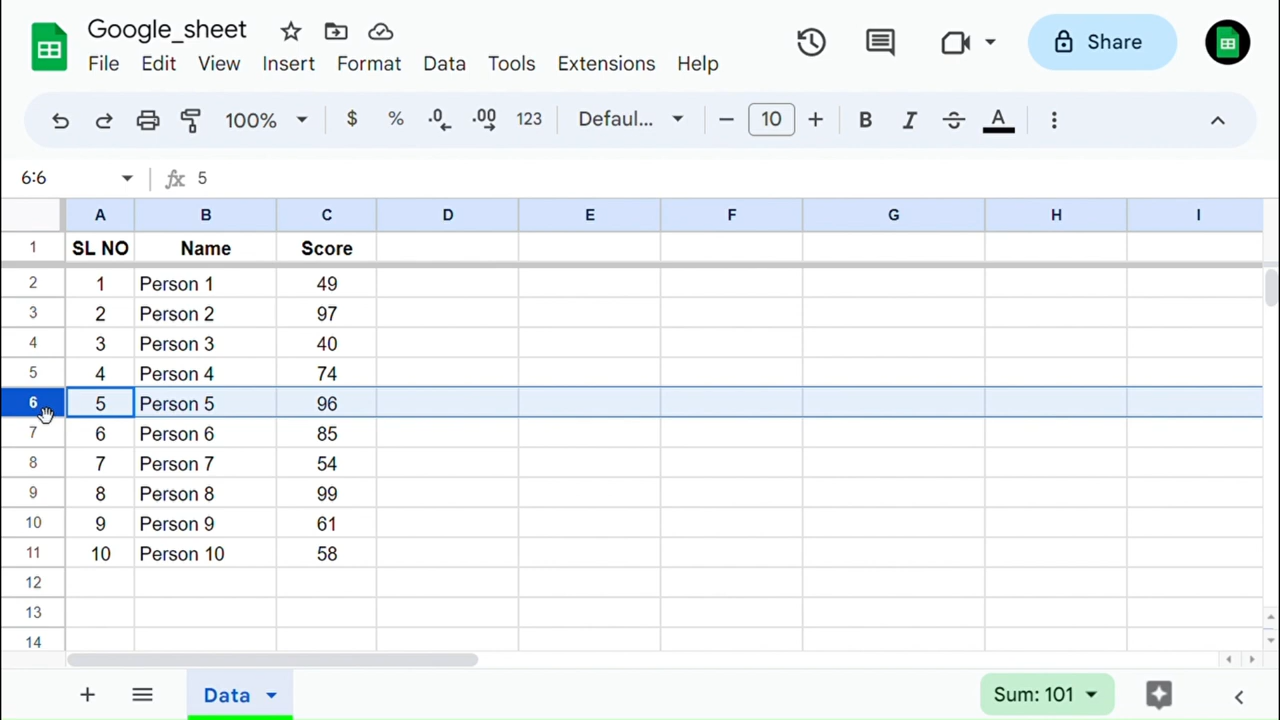 Google_sheet
File Edit View Insert Format Data Tools Extensions Help
Share
100% $ % .0 .00 123 Defaul... 10 B I A
6:6 fx 5
A B C D E F G H I
1 SL NO Name Score
2 1 Person 1 49
3 2 Person 2 97
4 3 Person 3 40
5 4 Person 4 74
6 5 Person 5 96
7 6 Person 6 85
8 7 Person 7 54
9 8 Person 8 99
10 9 Person 9 61
11 10 Person 10 58
12
13
14
Data Sum: 101